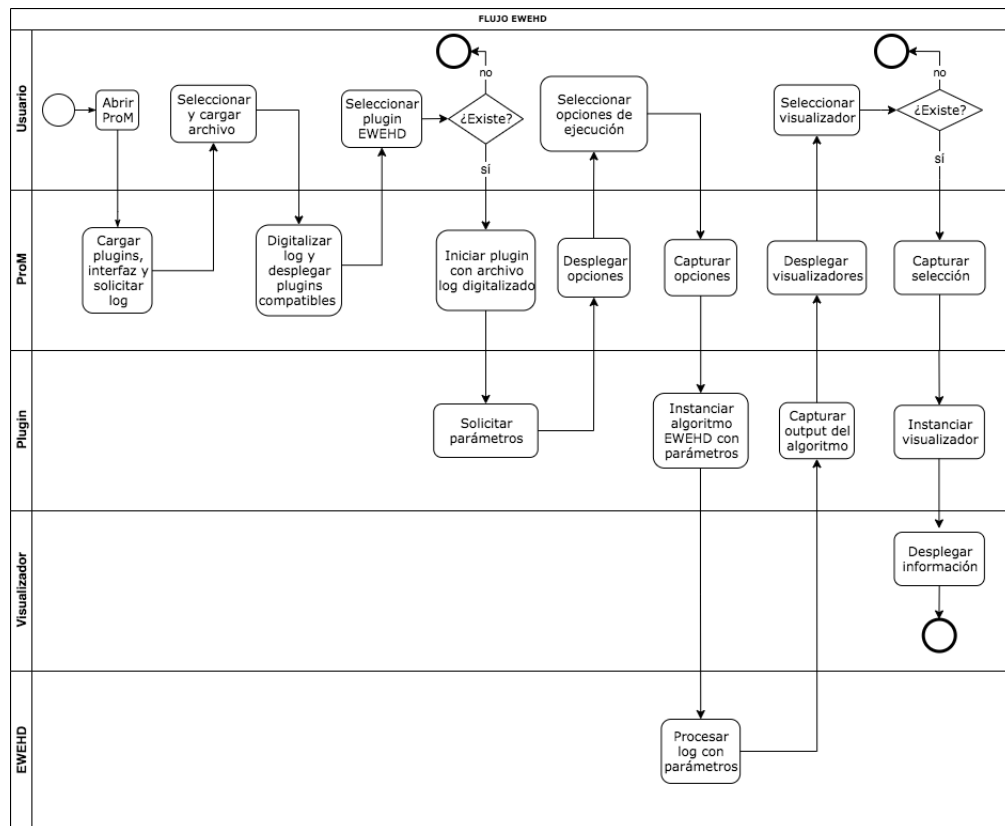 FLUJO EWEHD
Usuario
Abrir
ProM
Seleccionar
y cargar
archivo
Seleccionar
plugin
EWEHD
no
¿Existe?
sí
Seleccionar
opciones de
ejecución
Seleccionar
visualizador
no
¿Existe?
sí
ProM
Cargar
plugins,
interfaz y
solicitar
log
Digitalizar
log y
desplegar
plugins
compatibles
Iniciar plugin
con archivo
log digitalizado
Desplegar
opciones
Capturar
opciones
Desplegar
visualizadores
Capturar
selección
Plugin
Solicitar
parámetros
Instanciar
algoritmo
EWEHD con
parámetros
Capturar
output del
algoritmo
Instanciar
visualizador
Visualizador
Desplegar
información
EWEHD
Procesar
log con
parámetros